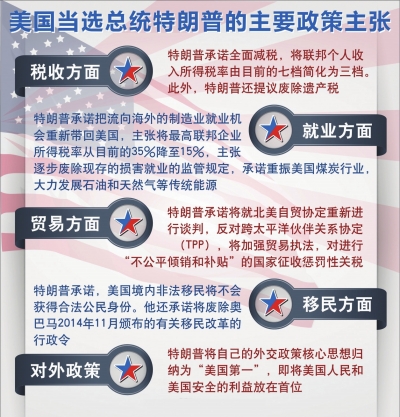 美国当选总统特朗普的主要政策主张
税收方面
特朗普承诺全面减税，将联邦个人收
入所得税率由目前的七档简化为三档。
此外，特朗普还提议废除遗产税
特朗普承诺把流向海外的制造业就业机
会重新带回美国，主张将最高联邦企业
所得税率从目前的35%降至15%，主张
逐步废除现存的损害就业的监管规定，承诺重振美国煤炭行业，
大力发展石油和天然气等传统能源
就业方面
贸易方面
特朗普承诺将就北美自贸协定重新进
行谈判，反对跨太平洋伙伴关系协定
（TPP），将加强贸易执法，对进行
“不公平倾销和补贴”的国家征收惩罚性关税
特朗普承诺，美国境内非法移民将不会
获得合法公民身份。他还承诺将废除奥
巴马2014年11月颁布的有关移民改革的
行政令
移民方面
对外政策
特朗普将自己的外交政策核心思想归
纳为“美国第一”，即将美国人民和
美国安全的利益放在首位